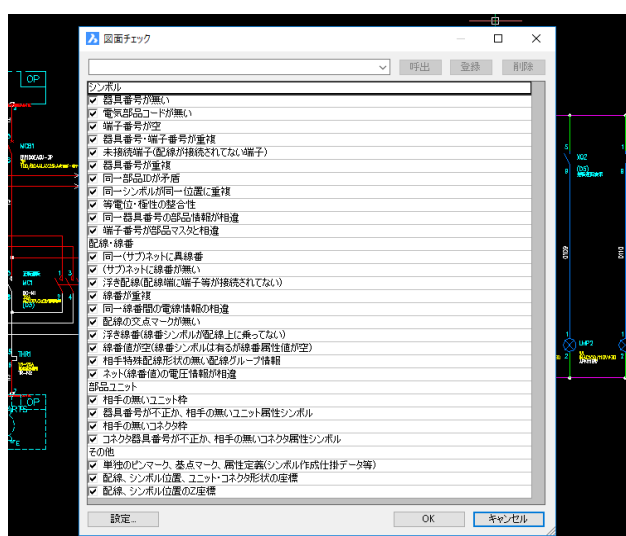 図面チェック
呼出 登録 削除
シンボル
器具番号が無い
電気部品コードが無い
端子番号が空
器具番号・端子番号が重複
未接続端子(配線が接続されてない端子)
器具番号が重複
同一部品IDが矛盾
同一シンボルが同一位置に重複
等電位・極性の整合性
同一器具番号の部品情報が相違
端子番号が部品マスタと相違
配線・線番
同一(サブ)ネットに異線番
(サブ)ネットに線番が無い
浮き配線(配線端に端子等が接続されてない)
線番が重複
同一線番間の電線情報の相違
配線の交点マークが無い
浮き線番(線番シンボルが配線上に乗ってない)
線番値が空(線番シンボルは有るが線番属性値が空)
相手特殊配線形状の無い配線グループ情報
ネット(線番値)の電圧情報が相違
部品ユニット
相手の無いユニット枠
器具番号が不正か、相手の無いユニット属性シンボル
相手の無いコネクタ枠
コネクタ器具番号が不正か、相手の無いコネクタ属性シンボル
その他
単独のピンマーク、基点マーク、属性定義(シンボル作成仕掛データ等)
配線、シンボル位置、ユニット・コネクタ形状の座標
配線、シンボル位置のZ座標
設定... OK キャンセル
OP
MCB1
MC1
1 3
THR1
OP
5 1
8
0109
0110
1 1
2